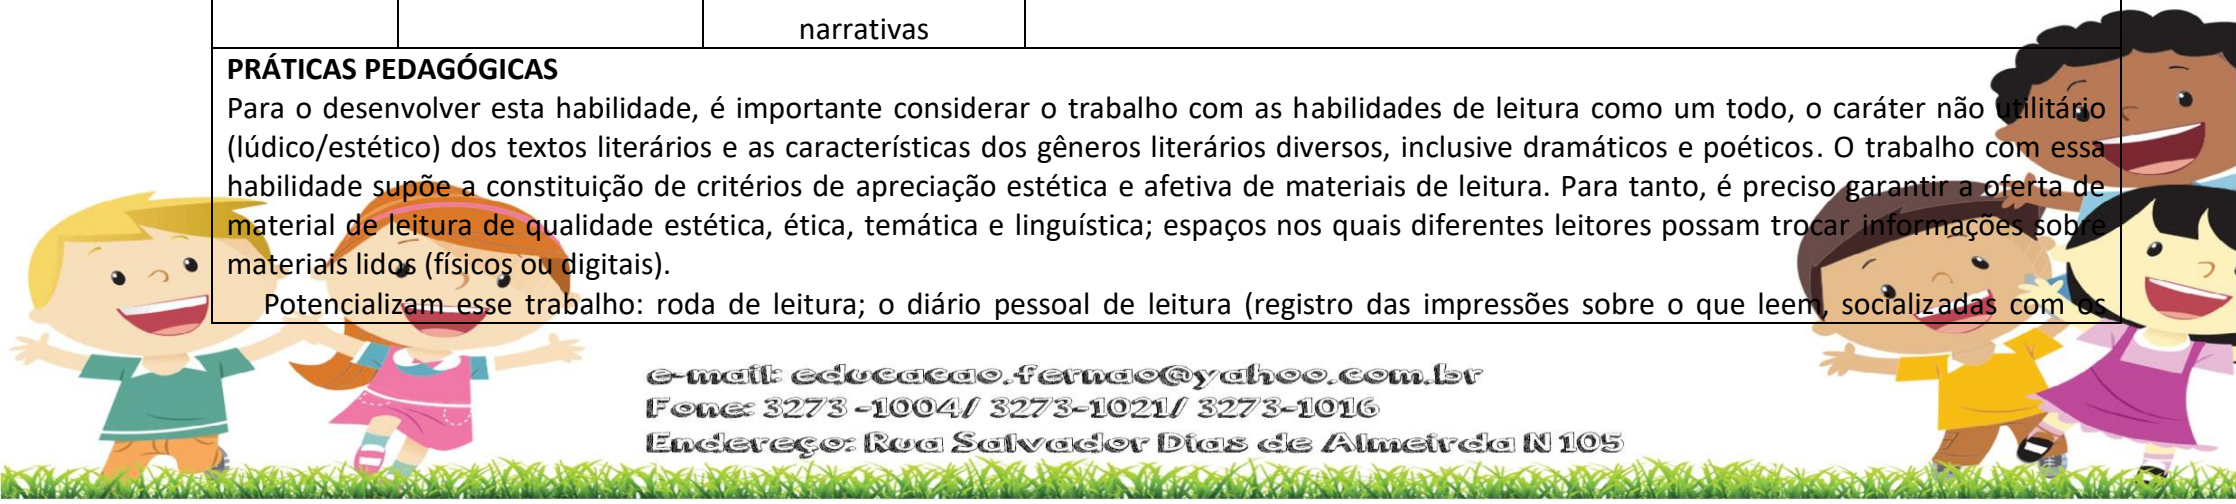 narrativas
PRÁTICAS PEDAGÓGICAS
Para o desenvolver esta habilidade, é importante considerar o trabalho com as habilidades de leitura como um todo, o caráter não utilitário
(lúdico/estético) dos textos literários e as características dos gêneros literários diversos, inclusive dramáticos e poéticos. O trabalho com essa
habilidade supõe a constituição de critérios de apreciação estética e afetiva de materiais de leitura. Para tanto, é preciso garantir a oferta de
material de leitura de qualidade estética, ética, temática e linguística; espaços nos quais diferentes leitores possam trocar informações sobre
materiais lidos (físicos ou digitais).
Potencializam esse trabalho: roda de leitura; o diário pessoal de leitura (registro das impressões sobre o que leem, socializadas com os
e-mail: educacao.fernao@yahoo.com.br
Fone: 3273 -1004/ 3273-1021/ 3273-1016
Endereço: Rua Salvador Dias de Almeirda N 105